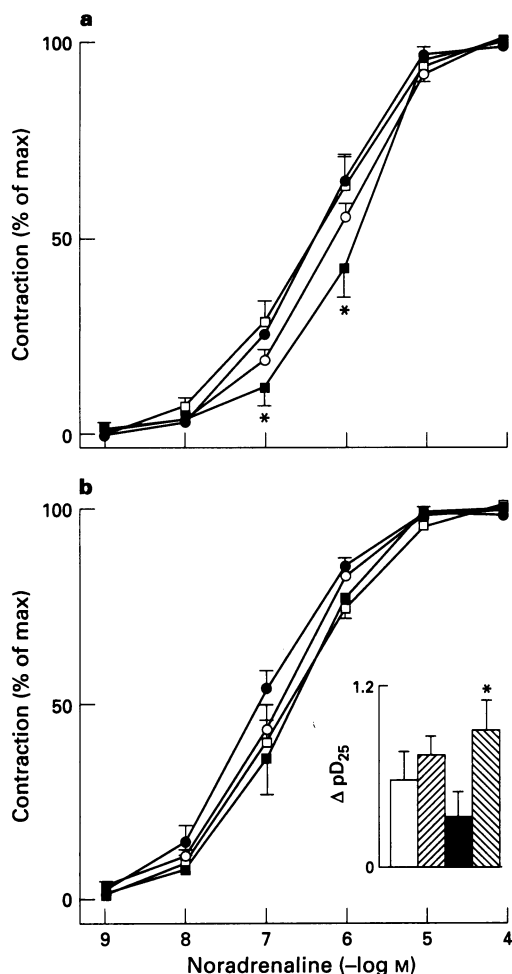 a
100
Contraction (% of max)
50
0
*
*
b
100
Contraction (% of max)
50
0
1.2
Δ pD25
0
*
9 8 7 6 5 4
Noradrenaline (–log M)